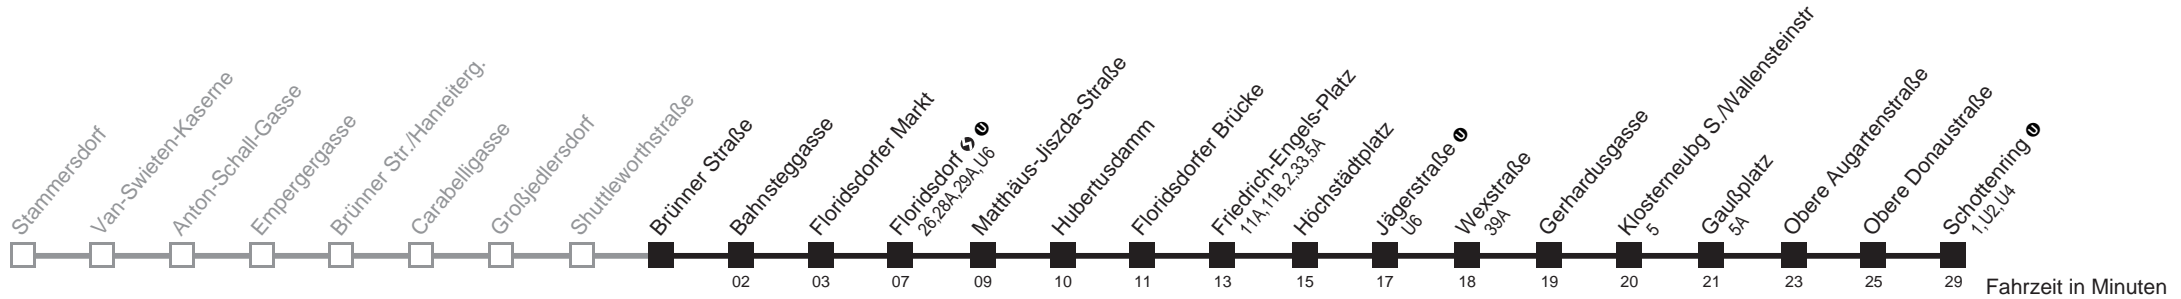 Stammersdorf
Van-Swieten-Kaserne
Anton-Schall-Gasse
Empergergasse
Brünner Str./Hanreiterg.
Carabelligasse
Großjedlersdorf
Shuttleworthstraße
Brünner Straße
Bahnsteggasse
Floridsdorfer Markt
Floridsdorf S U
26,28A,29A,U6
Matthäus-Jiszda-Straße
Hubertusdamm
Floridsdorfer Brücke
Friedrich-Engels-Platz
11A,11B,2,33,5A
Höchstädtplatz
Jägerstraße U
U6
Wexstraße
39A
Gerhardusgasse
Klosterneubg S./Wallensteinstr
5
Gaußplatz
5A
Obere Augartenstraße
Obere Donaustraße
Schottenring U
1,U2,U4
02 03 07 09 10 11 13 15 17 18 19 20 21 23 25 29 Fahrzeit in Minuten